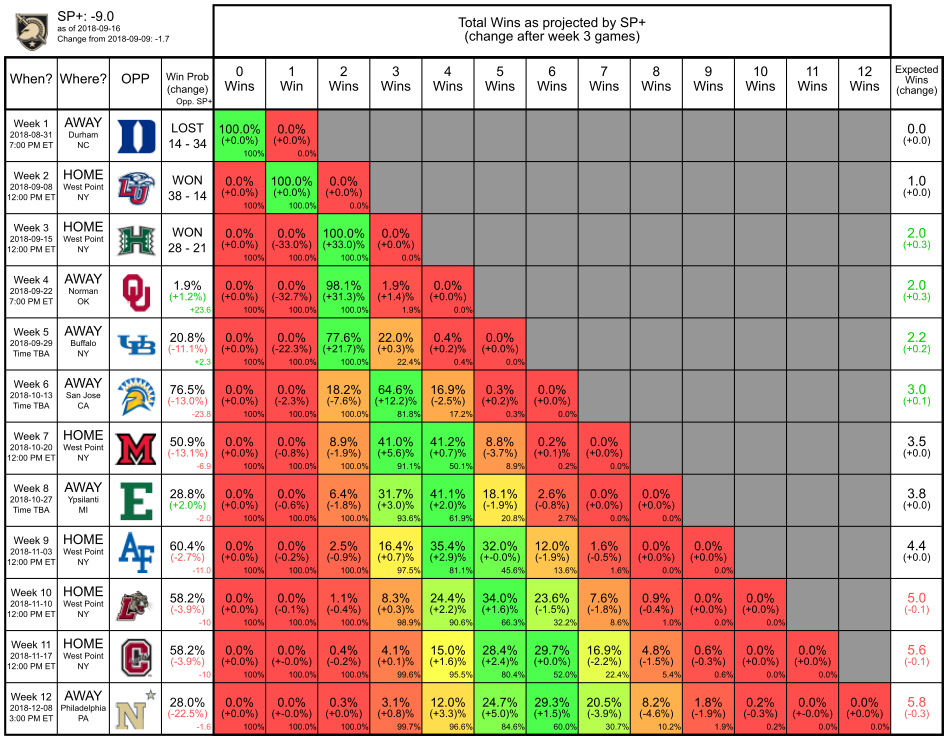 SP+: -9.0
as of 2018-09-16
Change from 2018-09-09: -1.7
Total Wins as projected by SP+
(change after week 3 games)
When? Where? OPP Win Prob (change) Opp. SP+ 0 Wins 1 Win 2 Wins 3 Wins 4 Wins 5 Wins 6 Wins 7 Wins 8 Wins 9 Wins 10 Wins 11 Wins 12 Wins Expected Wins (change)
Week 1 AWAY LOST 100.0% 0.0% 0.0
2018-08-31 Durham D (+0.0%) (+0.0%) (+0.0)
7:00 PM ET NC 14 - 34 100% 0.0%
Week 2 HOME WON 0.0% 100.0% 0.0% 1.0
2018-09-08 West Point LU (+0.0%) (+0.0%) (+0.0%) (+0.0)
12:00 PM ET NY 38 - 14 100% 100.0% 0.0%
Week 3 HOME WON 0.0% 0.0% 100.0% 0.0% 2.0
2018-09-15 West Point H (+0.0%) (-33.0%) (+33.0%) (+0.0%) (+0.3)
12:00 PM ET NY 28 - 21 100% 100.0% 100.0% 0.0%
Week 4 AWAY 1.9% 0.0% 0.0% 98.1% 1.9% 0.0% 2.0
2018-09-22 Norman OU (+1.2%) (+0.0%) (-32.7%) (+31.3%) (+1.4%) (+0.0%) (+0.3)
7:00 PM ET OK +23.6 100% 100.0% 100.0% 1.9% 0.0%
Week 5 AWAY 20.8% 0.0% 0.0% 77.6% 22.0% 0.4% 0.0% 2.2
2018-09-29 Buffalo UB (-11.1%) (+0.0%) (-22.3%) (+21.7%) (+0.3%) (+0.2%) (+0.0%) (+0.2)
Time TBA NY +2.3 100% 100.0% 100.0% 22.4% 0.4% 0.0%
Week 6 AWAY 76.5% 0.0% 0.0% 18.2% 64.6% 16.9% 0.3% 0.0% 3.0
2018-10-13 San Jose (-13.0%) (+0.0%) (-2.3%) (-7.6%) (+12.2%) (-2.5%) (+0.2%) (+0.0%) (+0.1)
Time TBA CA -23.8 100% 100.0% 100.0% 81.8% 17.2% 0.3% 0.0%
Week 7 HOME 50.9% 0.0% 0.0% 8.9% 41.0% 41.2% 8.8% 0.2% 0.0% 3.5
2018-10-20 West Point M (-13.1%) (+0.0%) (-0.8%) (-1.9%) (+5.6%) (+0.7%) (-3.7%) (+0.1%) (+0.0%) (+0.0)
12:00 PM ET NY -6.9 100% 100.0% 100.0% 91.1% 50.1% 8.9% 0.2% 0.0%
Week 8 AWAY 28.8% 0.0% 0.0% 6.4% 31.7% 41.1% 18.1% 2.6% 0.0% 0.0% 3.8
2018-10-27 Ypsilanti E (+2.0%) (+0.0%) (-0.6%) (-1.8%) (+3.0%) (+2.0%) (-1.9%) (-0.8%) (+0.0%) (+0.0%) (+0.0)
Time TBA MI -2.0 100% 100.0% 100.0% 93.6% 61.9% 20.8% 2.7% 0.0% 0.0%
Week 9 HOME 60.4% 0.0% 0.0% 2.5% 16.4% 35.4% 32.0% 12.0% 1.6% 0.0% 0.0% 4.4
2018-11-03 West Point AF (-2.7%) (+0.0%) (-0.2%) (-0.9%) (+0.7%) (+2.9%) (+-0.0%) (-1.9%) (-0.5%) (+0.0%) (+0.0%) (+0.0)
12:00 PM ET NY -11.0 100% 100.0% 100.0% 97.5% 81.1% 45.6% 13.6% 1.6% 0.0% 0.0%
Week 10 HOME 58.2% 0.0% 0.0% 1.1% 8.3% 24.4% 34.0% 23.6% 7.6% 0.9% 0.0% 0.0% 5.0
2018-11-10 West Point (-3.9%) (+0.0%) (-0.1%) (-0.4%) (+0.3%) (+2.2%) (+1.6%) (-1.5%) (-1.8%) (-0.4%) (+0.0%) (+0.0%) (-0.1)
12:00 PM ET NY -10 100% 100.0% 100.0% 98.9% 90.6% 66.3% 32.2% 8.6% 1.0% 0.0% 0.0%
Week 11 HOME 58.2% 0.0% 0.0% 0.4% 4.1% 15.0% 28.4% 29.7% 16.9% 4.8% 0.6% 0.0% 0.0% 5.6
2018-11-17 West Point C (-3.9%) (+0.0%) (+-0.0%) (-0.2%) (+0.1%) (+1.6%) (+2.4%) (+0.0%) (-2.2%) (-1.5%) (-0.3%) (+0.0%) (+0.0%) (-0.1)
12:00 PM ET NY -10 100% 100.0% 100.0% 99.6% 95.5% 80.4% 52.0% 22.4% 5.4% 0.6% 0.0% 0.0%
Week 12 AWAY 28.0% 0.0% 0.0% 0.3% 3.1% 12.0% 24.7% 29.3% 20.5% 8.2% 1.8% 0.2% 0.0% 0.0% 5.8
2018-12-08 Philadelphia N (-22.5%) (+0.0%) (+-0.0%) (+0.0%) (+0.8%) (+3.3%) (+5.0%) (+1.5%) (-3.9%) (-4.6%) (-1.9%) (-0.3%) (+-0.0%) (+0.0%) (-0.3)
3:00 PM ET PA -1.6 100% 100.0% 100.0% 99.7% 96.6% 84.6% 60.0% 30.7% 10.2% 1.9% 0.2% 0.0% 0.0%